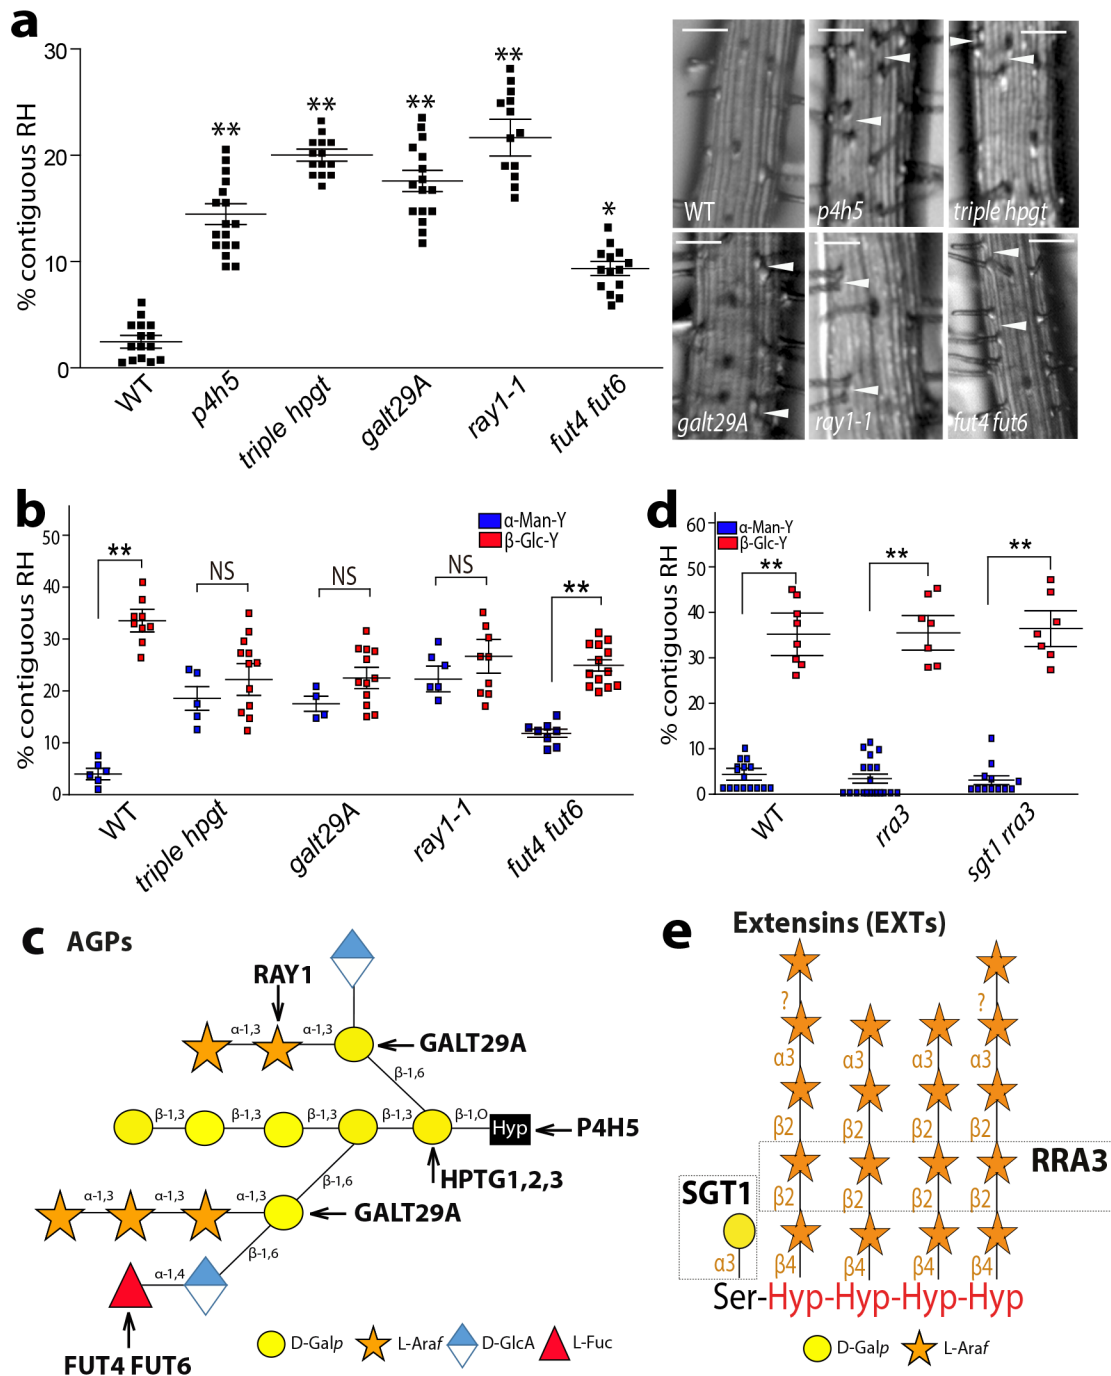 a
% contiguous RH
30
20
10
0
**
**
**
**
*
WT
p4h5
triple hpgt
galt29A
ray1-1
fut4 fut6
WT
p4h5
triple hpgt
galt29A
ray1-1
fut4 fut6
b
% contiguous RH
50
40
30
20
10
0
α-Man-Y
β-Glc-Y
**
NS
NS
NS
**
WT
triple hpgt
galt29A
ray1-1
fut4 fut6
d
% contiguous RH
60
50
40
30
20
10
0
α-Man-Y
β-Glc-Y
**
**
**
WT
rra3
sgt1 rra3
c AGPs
RAY1
α-1,3 α-1,3
GALT29A
β-1,6
β-1,3 β-1,3 β-1,3 β-1,3 β-1,O
Hyp
P4H5
HPTG1,2,3
β-1,6
α-1,3 α-1,3 α-1,3
GALT29A
β-1,6
α-1,4
FUT4 FUT6
D-Galp L-Araf D-GlcA L-Fuc
e Extensins (EXTs)
? ?
α3 α3 α3 α3
β2 β2 β2 β2
RRA3
β2 β2 β2 β2
SGT1
α3 β4 β4 β4 β4
Ser-Hyp-Hyp-Hyp-Hyp
D-Galp L-Araf